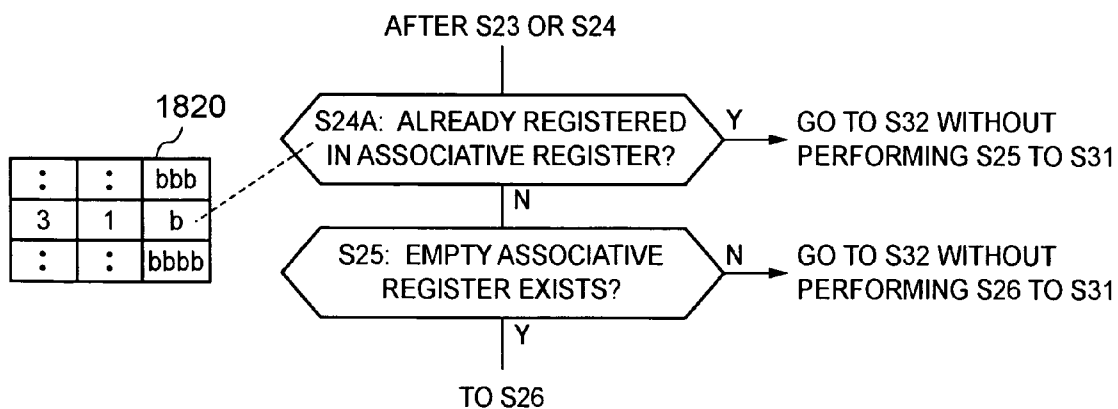 AFTER S23 OR S24
1820
S24A: ALREADY REGISTERED
IN ASSOCIATIVE REGISTER?
Y
GO TO S32 WITHOUT
PERFORMING S25 TO S31
: : bbb
3 1 b
: : bbbb
N
S25: EMPTY ASSOCIATIVE
REGISTER EXISTS?
N
GO TO S32 WITHOUT
PERFORMING S26 TO S31
Y
TO S26